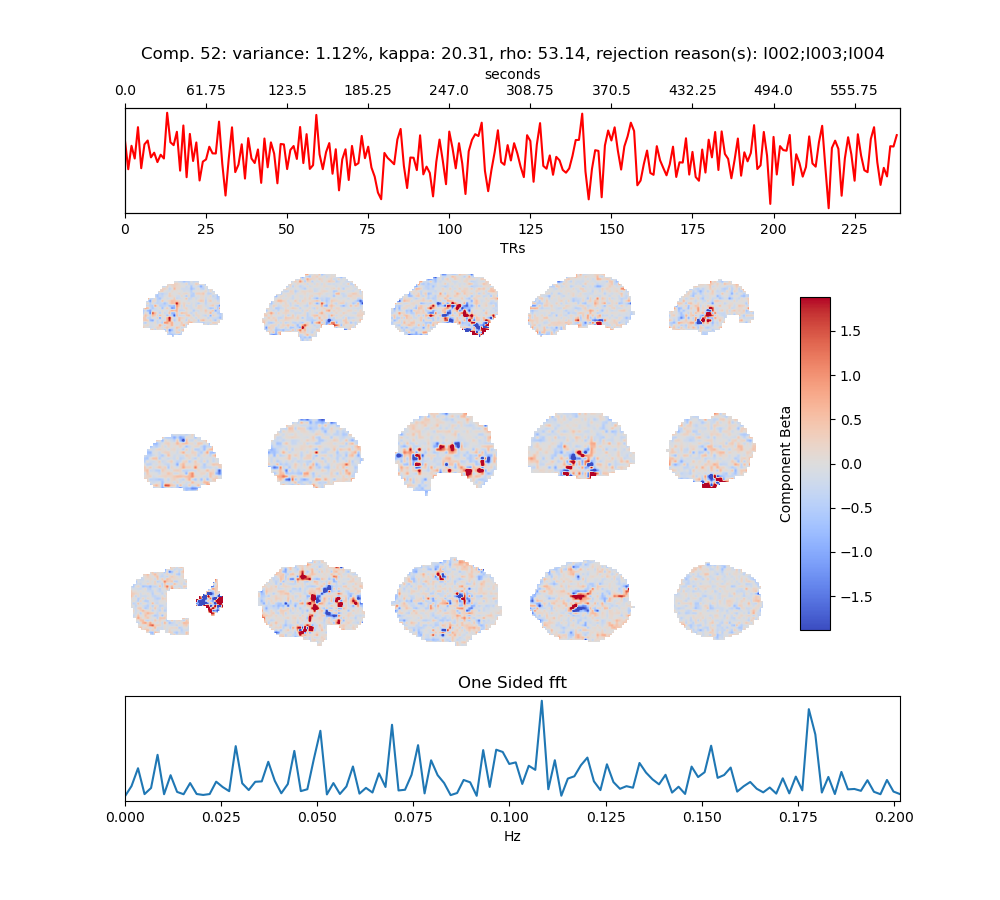 Comp. 52: variance: 1.12%, kappa: 20.31, rho: 53.14, rejection reason(s): I002;I003;I004
seconds
0.0 61.75 123.5 185.25 247.0 308.75 370.5 432.25 494.0 555.75
0 25 50 75 100 125 150 175 200 225
TRs
1.5
1.0
0.5
0.0
−0.5
−1.0
−1.5
Component Beta
One Sided fft
0.000 0.025 0.050 0.075 0.100 0.125 0.150 0.175 0.200
Hz